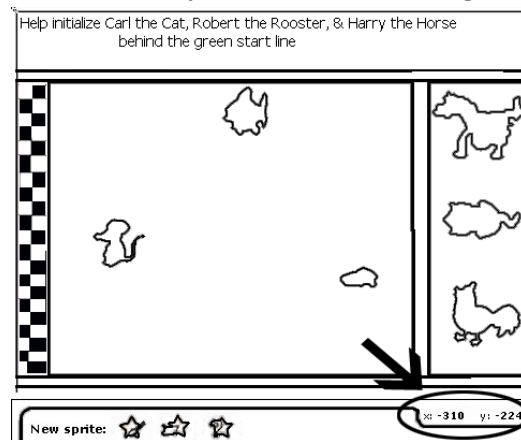 Help initialize Carl the Cat, Robert the Rooster, & Harry the Horse
behind the green start line
x: -310 y: -224
New sprite: